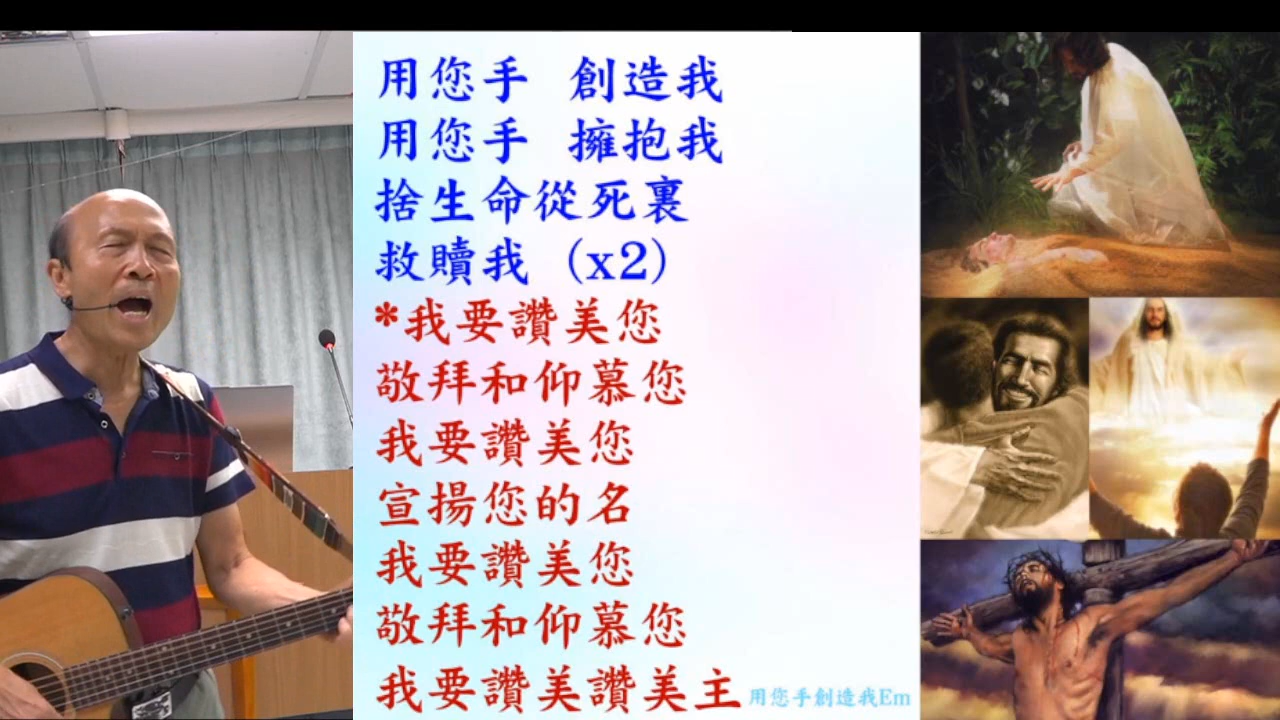 用您手 創造我
用您手 擁抱我
捨生命從死裏
救贖我 (x2)
*我要讚美您
敬拜和仰慕您
我要讚美您
宣揚您的名
我要讚美您
敬拜和仰慕您
我要讚美讚美主
用您手創造我Em